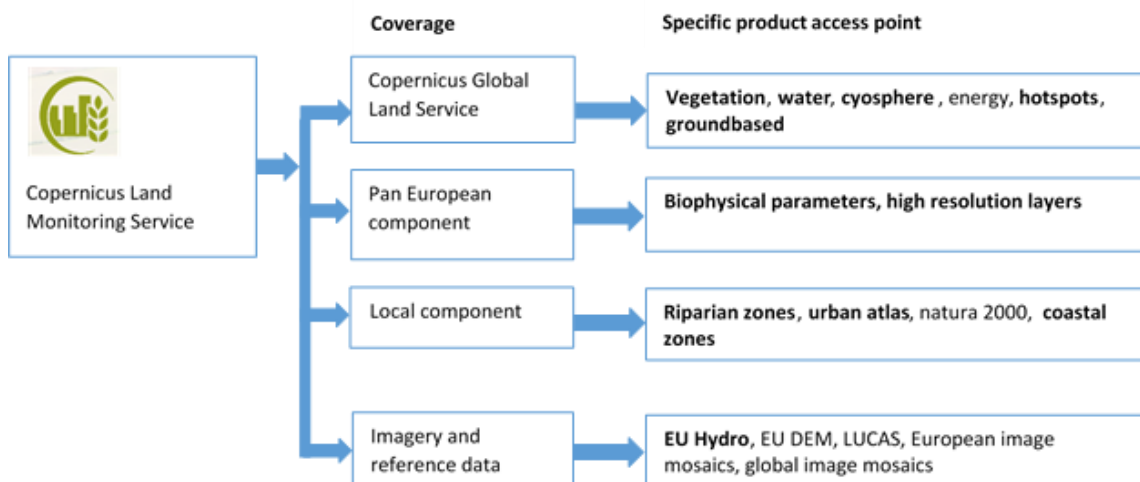 Coverage
Specific product access point
Copernicus Land
Monitoring Service
Copernicus Global
Land Service
Vegetation, water, cyosphere , energy, hotspots,
groundbased
Pan European
component
Biophysical parameters, high resolution layers
Local component
Riparian zones, urban atlas, natura 2000, coastal
zones
Imagery and
reference data
EU Hydro, EU DEM, LUCAS, European image
mosaics, global image mosaics